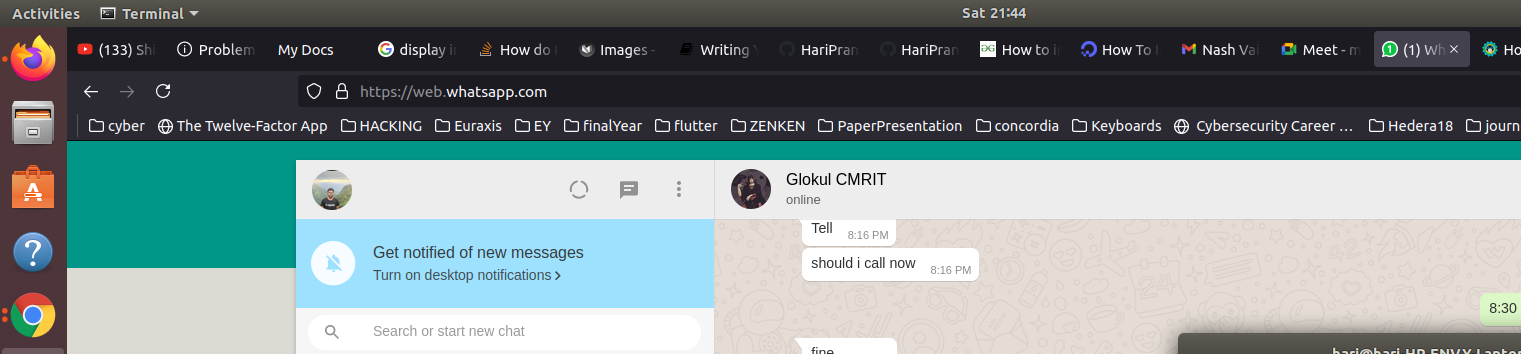 Activities Terminal Sat 21:44
(133) Shi Problem My Docs display in How do Images - Writing HariPran HariPran How to i How To Nash Val Meet - m (1) Wh Ho
https://web.whatsapp.com
cyber The Twelve-Factor App HACKING Euraxis EY finalYear flutter ZENKEN PaperPresentation concordia Keyboards Cybersecurity Career ... Hedera18 journ
Glokul CMRIT
online
Get notified of new messages
Turn on desktop notifications
Search or start new chat
Tell 8:16 PM
should i call now 8:16 PM
8:30
fine
hari@hari-HP-ENVY-Lapto